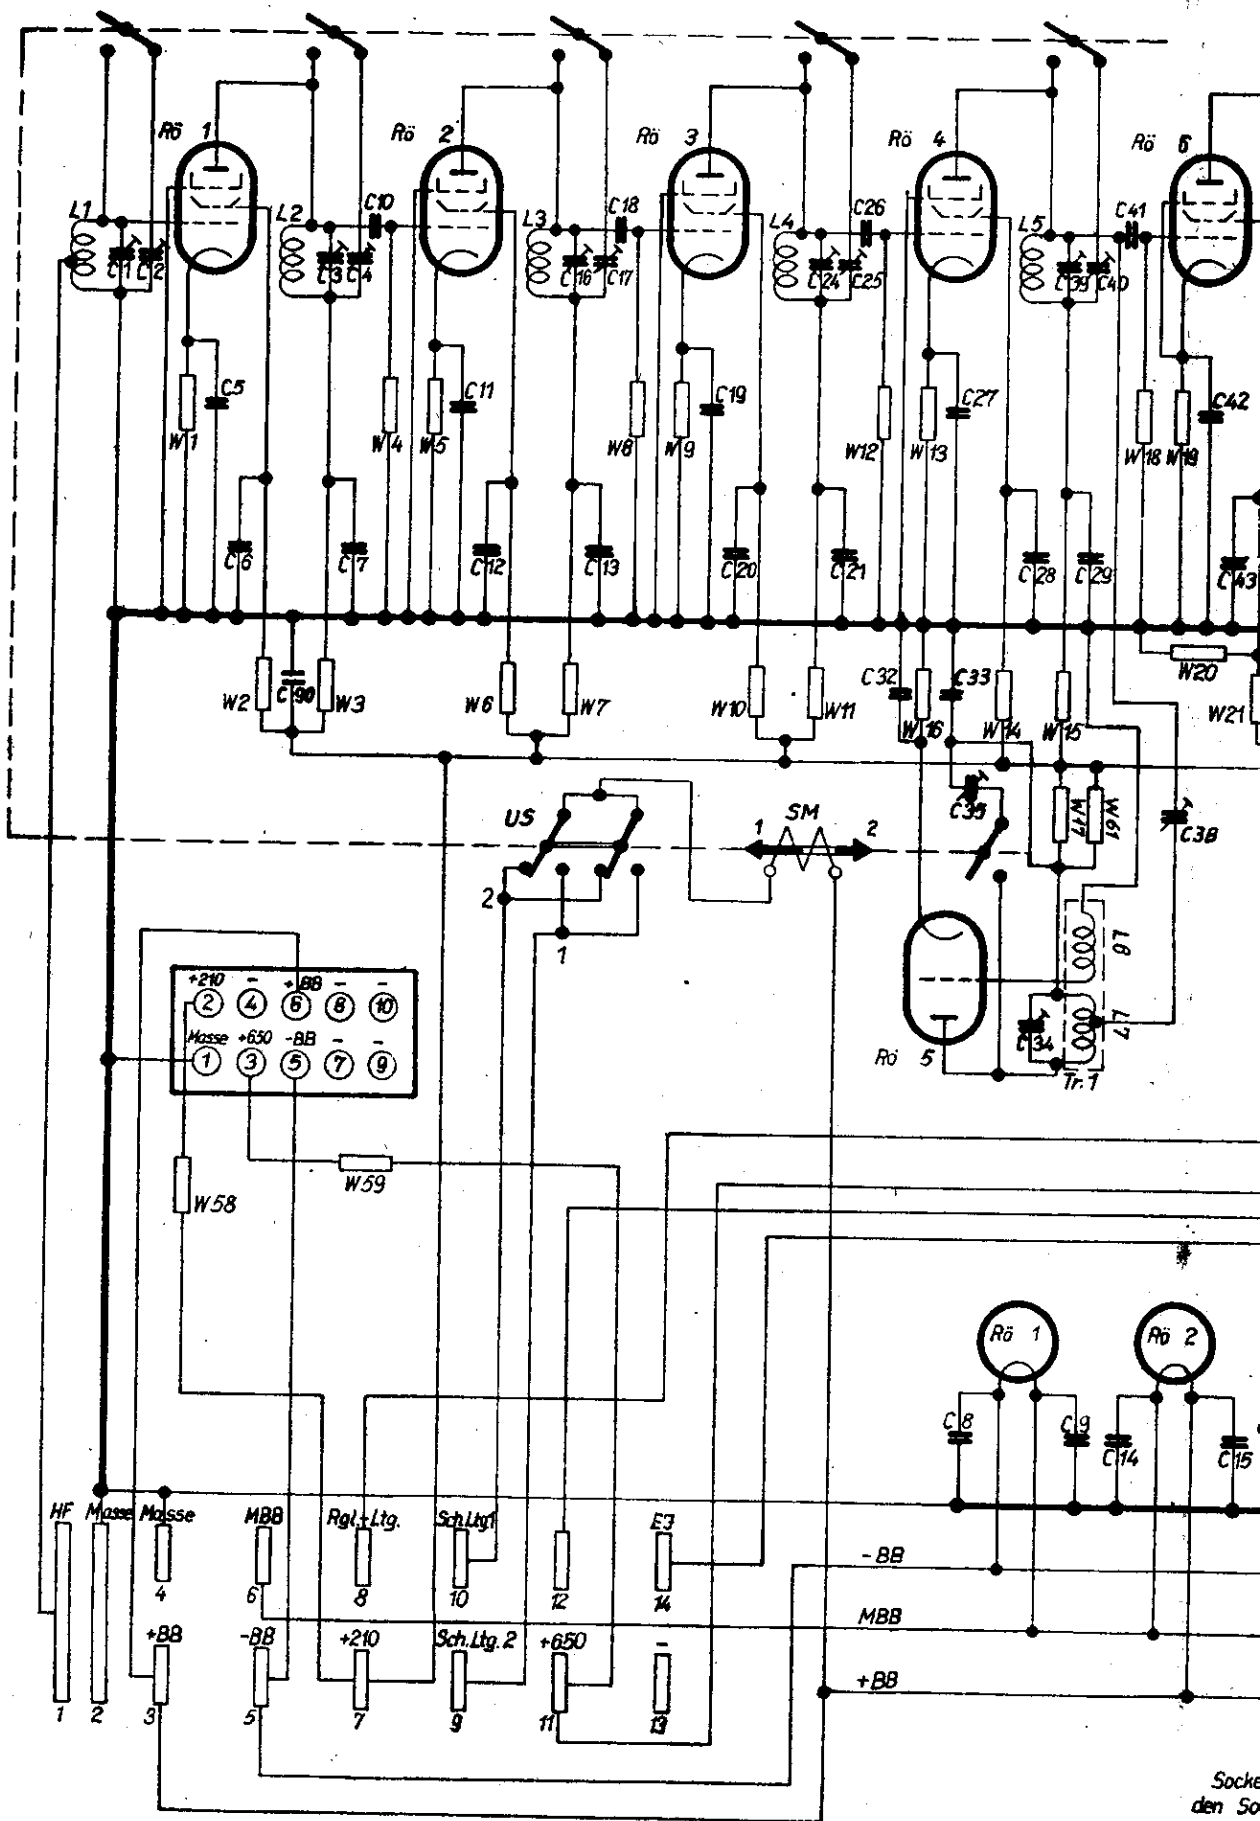 Rö 1
Rö 2
Rö 3
Rö 4
Rö 6
L1
C1
C2
L2
C3
C4
C10
L3
C16
C17
C18
L4
C24
C25
C26
L5
C39
C40
C41
W1
C5
W4
W5
C11
W8
W9
C19
W12
W13
C27
W18
W19
C42
C6
C7
C12
C13
C20
C21
C28
C29
C43
W2
C90
W3
W6
W7
W10
W11
C32
W16
C33
W14
W15
W20
W21
US
SM
1
2
C35
W17
W61
C38
2
1
+210
-
+BB
-
-
2
4
6
8
10
Masse
+650
-BB
-
-
1
3
5
7
9
L6
L7
C34
Rö 5
Tr.1
W58
W59
Rö 1
Rö 2
C8
C9
C14
C15
HF
Masse
Masse
MBB
Rgl.-Ltg.
Sch.Ltg1
E3
4
6
8
10
12
14
-BB
MBB
+BB
+BB
-BB
+210
Sch.Ltg.2
+650
-
1
2
3
5
7
9
11
13
Socke
den So